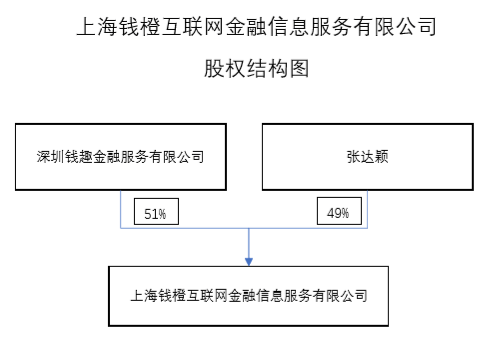 上海钱橙互联网金融信息服务有限公司
股权结构图
深圳钱趣金融服务有限公司
张达颖
51%
49%
上海钱橙互联网金融信息服务有限公司